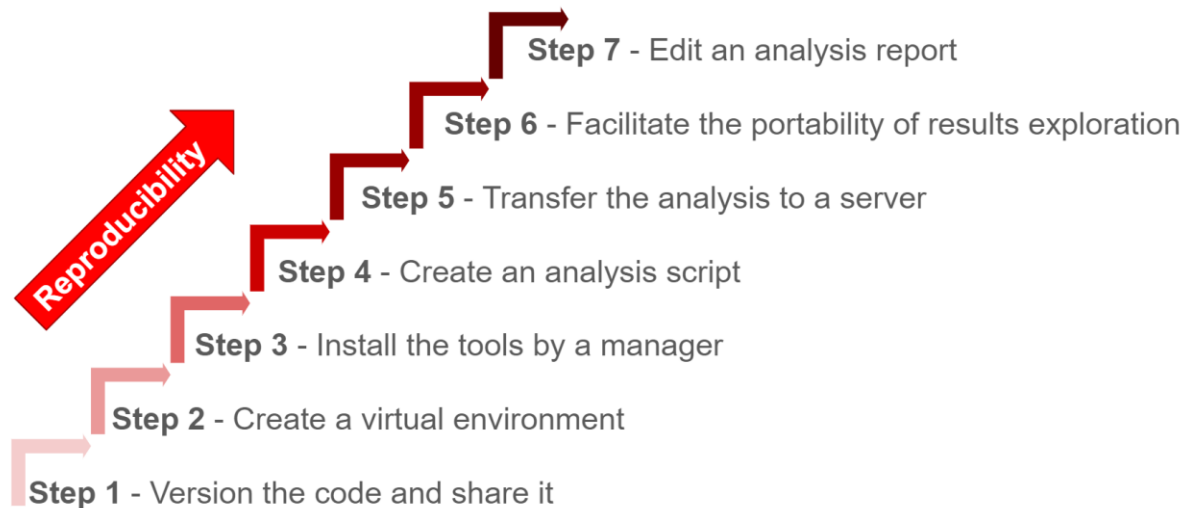 Step 7 - Edit an analysis report
Step 6 - Facilitate the portability of results exploration
Reproducibility
Step 5 - Transfer the analysis to a server
Step 4 - Create an analysis script
Step 3 - Install the tools by a manager
Step 2 - Create a virtual environment
Step 1 - Version the code and share it